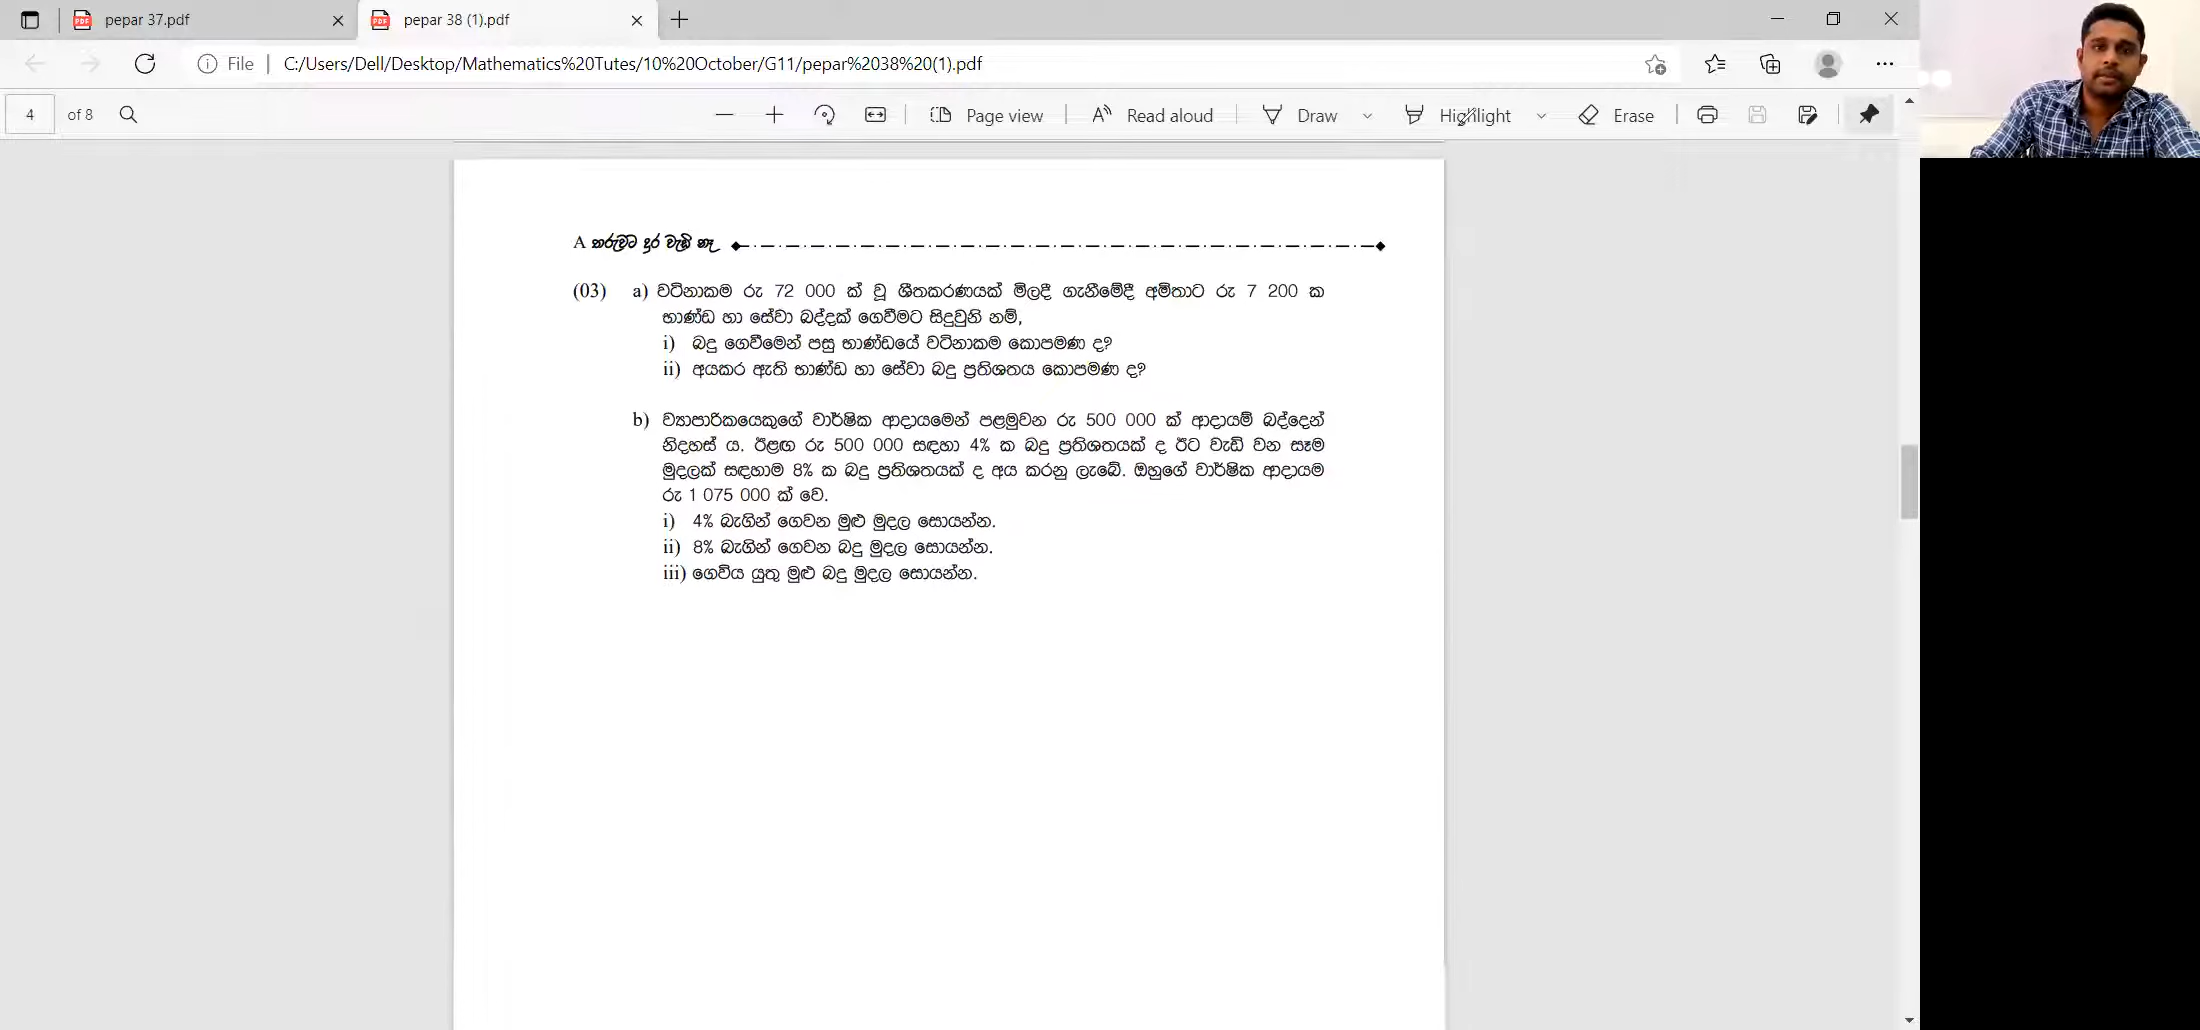 pepar 37.pdf
pepar 38 (1).pdf
File
C:/Users/Dell/Desktop/Mathematics%20Tutes/10%20October/G11/pepar%2038%20(1).pdf
4 of 8 Page view Read aloud Draw Highlight Erase
A තරුවට දුර වැඩි නෑ
(03) a) වටිනාකම රු 72 000 ක් වූ ශීතකරණයක් මිලදී ගැනීමේදී අමිතාට රු 7 200 ක
භාණ්ඩ හා සේවා බද්දක් ගෙවීමට සිදුවුනි නම්,
i) බදු ගෙවීමෙන් පසු භාණ්ඩයේ වටිනාකම කොපමණ ද?
ii) අයකර ඇති භාණ්ඩ හා සේවා බදු ප්‍රතිශතය කොපමණ ද?
b) ව්‍යාපාරිකයෙකුගේ වාර්ෂික ආදායමෙන් පළමුවන රු 500 000 ක් ආදායම් බද්දෙන්
නිදහස් ය. ඊළඟ රු 500 000 සඳහා 4% ක බදු ප්‍රතිශතයක් ද ඊට වැඩි වන සෑම
මුදලක් සඳහාම 8% ක බදු ප්‍රතිශතයක් ද අය කරනු ලැබේ. ඔහුගේ වාර්ෂික ආදායම
රු 1 075 000 ක් වේ.
i) 4% බැගින් ගෙවන මුළු මුදල සොයන්න.
ii) 8% බැගින් ගෙවන බදු මුදල සොයන්න.
iii) ගෙවිය යුතු මුළු බදු මුදල සොයන්න.